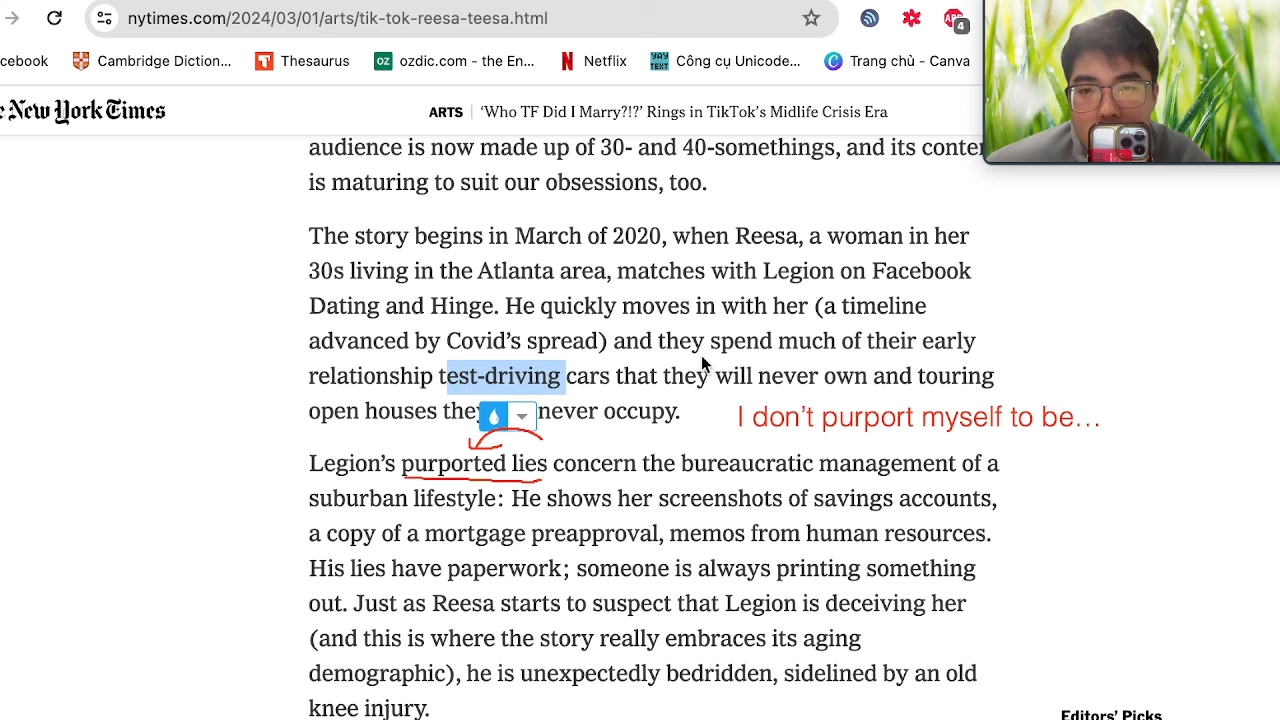 nytimes.com/2024/03/01/arts/tik-tok-reesa-teesa.html
4
cebook Cambridge Diction... Thesaurus OZ ozdic.com - the En... Netflix YAY TEXT Công cụ Unicode... Trang chủ - Canva
New York Times ARTS | ‘Who TF Did I Marry?!?’ Rings in TikTok’s Midlife Crisis Era
audience is now made up of 30- and 40-somethings, and its conten
is maturing to suit our obsessions, too.
The story begins in March of 2020, when Reesa, a woman in her
30s living in the Atlanta area, matches with Legion on Facebook
Dating and Hinge. He quickly moves in with her (a timeline
advanced by Covid’s spread) and they spend much of their early
relationship test-driving cars that they will never own and touring
open houses they never occupy.
I don’t purport myself to be...
Legion’s purported lies concern the bureaucratic management of a
suburban lifestyle: He shows her screenshots of savings accounts,
a copy of a mortgage preapproval, memos from human resources.
His lies have paperwork; someone is always printing something
out. Just as Reesa starts to suspect that Legion is deceiving her
(and this is where the story really embraces its aging
demographic), he is unexpectedly bedridden, sidelined by an old
knee injury.
Editors’ Picks